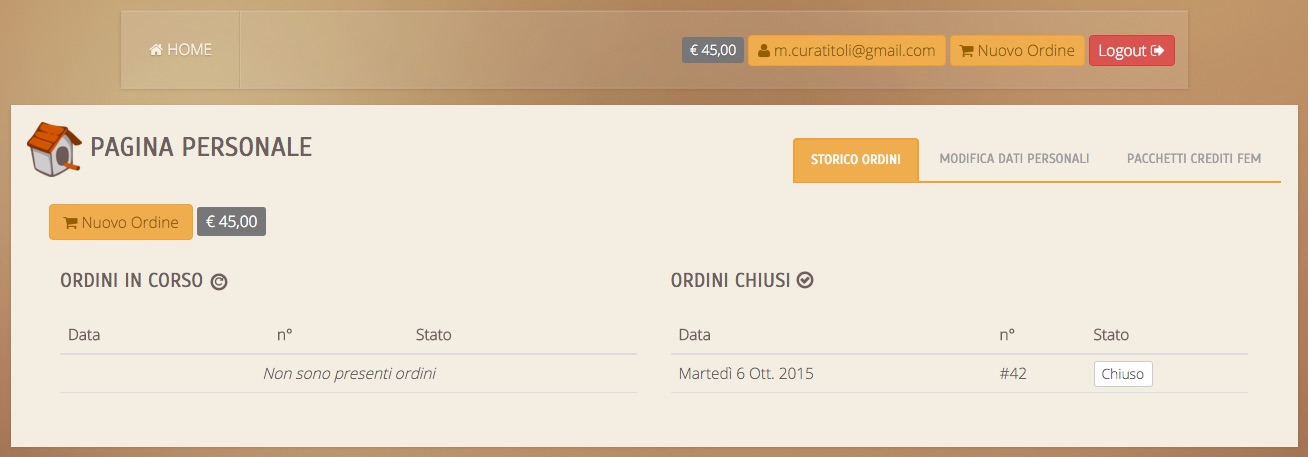 HOME
€ 45,00
m.curatitoli@gmail.com
Nuovo Ordine
Logout
PAGINA PERSONALE
STORICO ORDINI
MODIFICA DATI PERSONALI
PACCHETTI CREDITI FEM
Nuovo Ordine
€ 45,00
ORDINI IN CORSO
Data n° Stato
Non sono presenti ordini
ORDINI CHIUSI
Data n° Stato
Martedì 6 Ott. 2015 #42 Chiuso